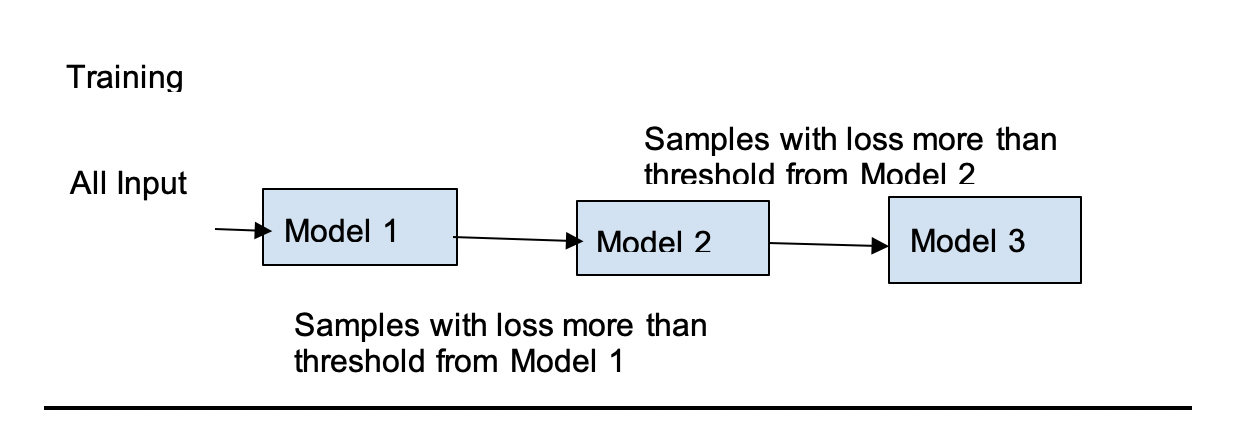 Training
Samples with loss more than
threshold from Model 2
All Input
Model 1
Model 2
Model 3
Samples with loss more than
threshold from Model 1